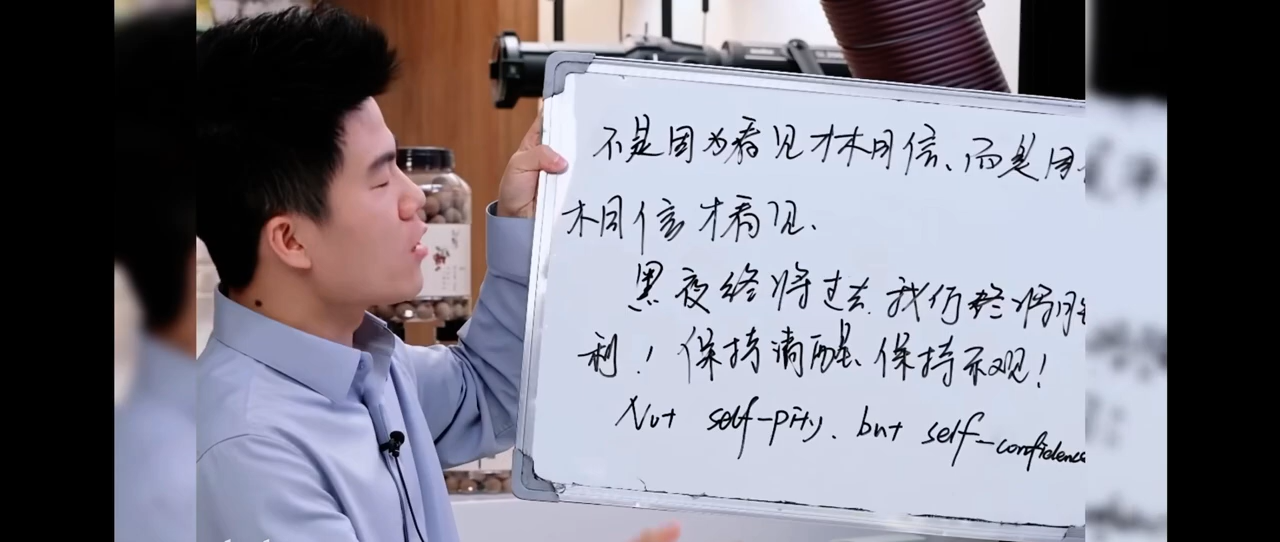 不是因为看见才相信、而是因
相信才看见.
黑夜终将过去.我们终将胜
利！保持清醒、保持乐观！
Not self-pity. but self-confidence